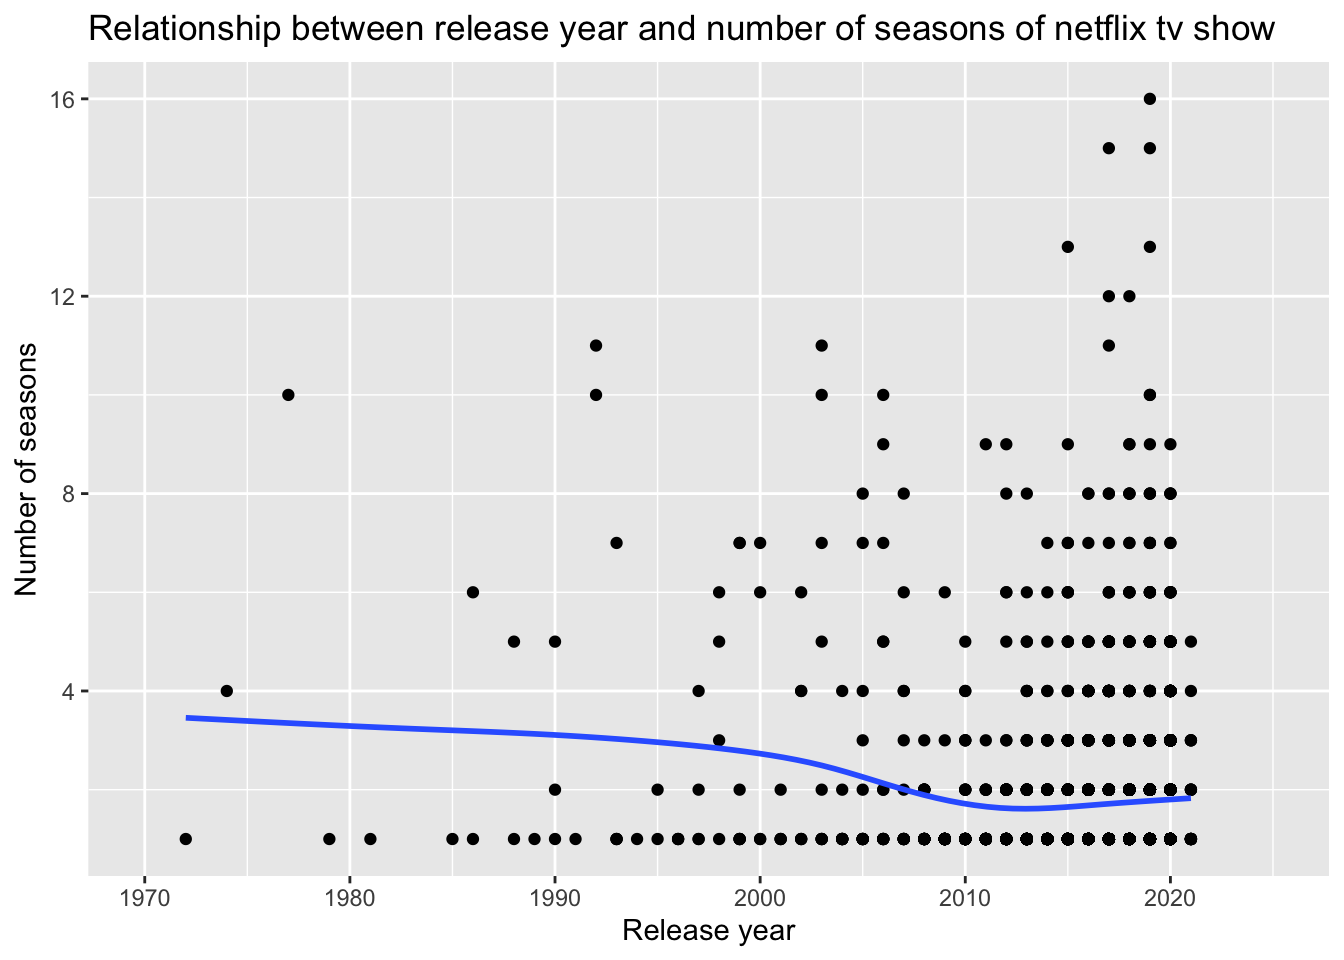 Relationship between release year and number of seasons of netflix tv show
Number of seasons
16
12
8
4
1970 1980 1990 2000 2010 2020
Release year